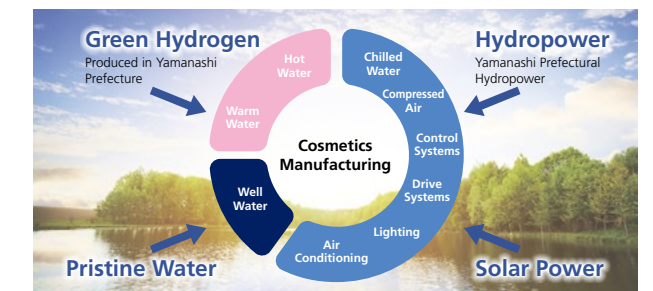 Green Hydrogen
Produced in Yamanashi
Prefecture
Hydropower
Yamanashi Prefectural
Hydropower
Hot
Water
Warm
Water
Well
Water
Chilled
Water
Compressed
Air
Control
Systems
Drive
Systems
Lighting
Air
Conditioning
Cosmetics
Manufacturing
Pristine Water
Solar Power